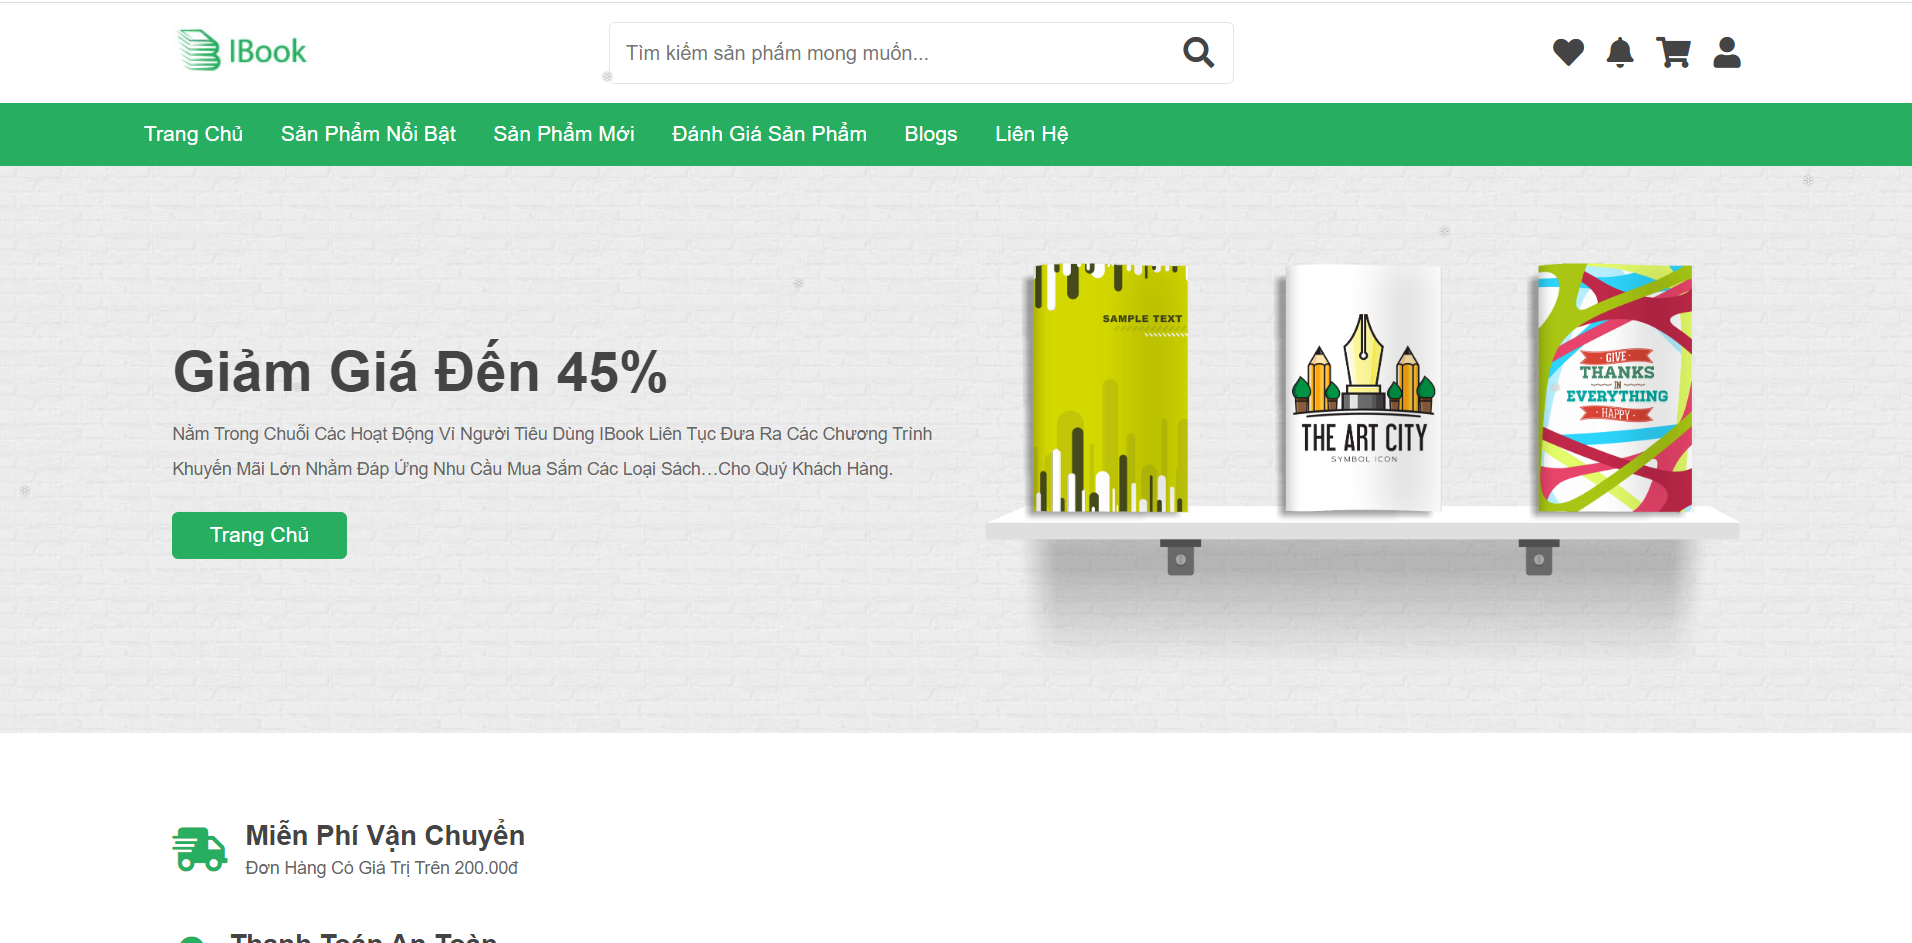 IBook
Tìm kiếm sản phẩm mong muốn...
Trang Chủ
Sản Phẩm Nổi Bật
Sản Phẩm Mới
Đánh Giá Sản Phẩm
Blogs
Liên Hệ
Giảm Giá Đến 45%
Nằm Trong Chuỗi Các Hoạt Động Vì Người Tiêu Dùng IBook Liên Tục Đưa Ra Các Chương Trình
Khuyến Mãi Lớn Nhằm Đáp Ứng Nhu Cầu Mua Sắm Các Loại Sách...Cho Quý Khách Hàng.
Trang Chủ
SAMPLE TEXT
THE ART CITY
SYMBOL ICON
· GIVE ·
THANKS
IN
EVERYTHING
· HAPPY ·
Miễn Phí Vận Chuyển
Đơn Hàng Có Giá Trị Trên 200.00đ
Thanh Toán An Toàn